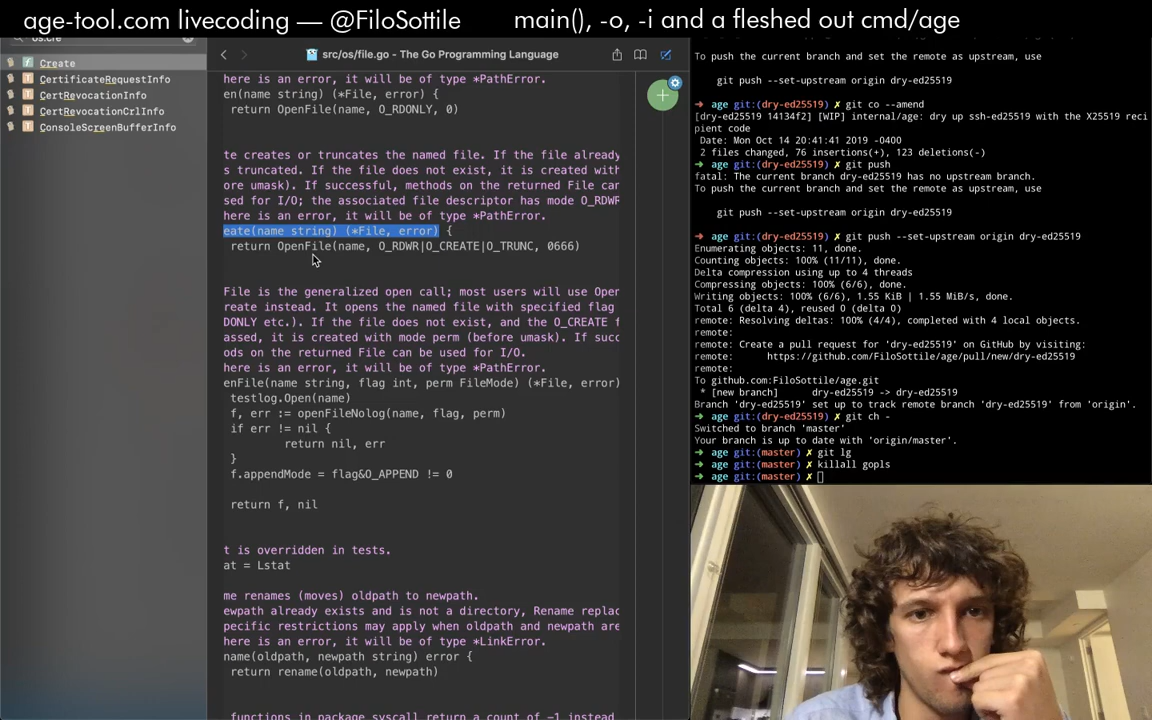 age-tool.com livecoding — @FiloSottile
main(), -o, -i and a fleshed out cmd/age
os.cre
Create
CertificateRequestInfo
CertRevocationInfo
CertRevocationCrlInfo
ConsoleScreenBufferInfo
src/os/file.go - The Go Programming Language
here is an error, it will be of type *PathError.
en(name string) (*File, error) {
return OpenFile(name, O_RDONLY, 0)
te creates or truncates the named file. If the file already
s truncated. If the file does not exist, it is created with
ore umask). If successful, methods on the returned File can
sed for I/O; the associated file descriptor has mode O_RDWR
here is an error, it will be of type *PathError.
eate(name string) (*File, error) {
return OpenFile(name, O_RDWR|O_CREATE|O_TRUNC, 0666)
File is the generalized open call; most users will use Open
reate instead. It opens the named file with specified flag
DONLY etc.). If the file does not exist, and the O_CREATE f
assed, it is created with mode perm (before umask). If succ
ods on the returned File can be used for I/O.
here is an error, it will be of type *PathError.
enFile(name string, flag int, perm FileMode) (*File, error)
testlog.Open(name)
f, err := openFileNolog(name, flag, perm)
if err != nil {
return nil, err
}
f.appendMode = flag&O_APPEND != 0
return f, nil
t is overridden in tests.
at = Lstat
me renames (moves) oldpath to newpath.
ewpath already exists and is not a directory, Rename replac
pecific restrictions may apply when oldpath and newpath are
here is an error, it will be of type *LinkError.
name(oldpath, newpath string) error {
return rename(oldpath, newpath)
functions in package syscall return a count of -1 instead
To push the current branch and set the remote as upstream, use
git push --set-upstream origin dry-ed25519
➜ age git:(dry-ed25519) ✗ git co --amend
[dry-ed25519 14134f2] [WIP] internal/age: dry up ssh-ed25519 with the X25519 reci
pient code
Date: Mon Oct 14 20:41:41 2019 -0400
2 files changed, 76 insertions(+), 123 deletions(-)
➜ age git:(dry-ed25519) ✗ git push
fatal: The current branch dry-ed25519 has no upstream branch.
To push the current branch and set the remote as upstream, use
git push --set-upstream origin dry-ed25519
➜ age git:(dry-ed25519) ✗ git push --set-upstream origin dry-ed25519
Enumerating objects: 11, done.
Counting objects: 100% (11/11), done.
Delta compression using up to 4 threads
Compressing objects: 100% (6/6), done.
Writing objects: 100% (6/6), 1.55 KiB | 1.55 MiB/s, done.
Total 6 (delta 4), reused 0 (delta 0)
remote: Resolving deltas: 100% (4/4), completed with 4 local objects.
remote:
remote: Create a pull request for 'dry-ed25519' on GitHub by visiting:
remote: https://github.com/FiloSottile/age/pull/new/dry-ed25519
remote:
To github.com:FiloSottile/age.git
* [new branch] dry-ed25519 -> dry-ed25519
Branch 'dry-ed25519' set up to track remote branch 'dry-ed25519' from 'origin'.
➜ age git:(dry-ed25519) ✗ git ch -
Switched to branch 'master'
Your branch is up to date with 'origin/master'.
➜ age git:(master) ✗ git lg
➜ age git:(master) ✗ killall gopls
➜ age git:(master) ✗